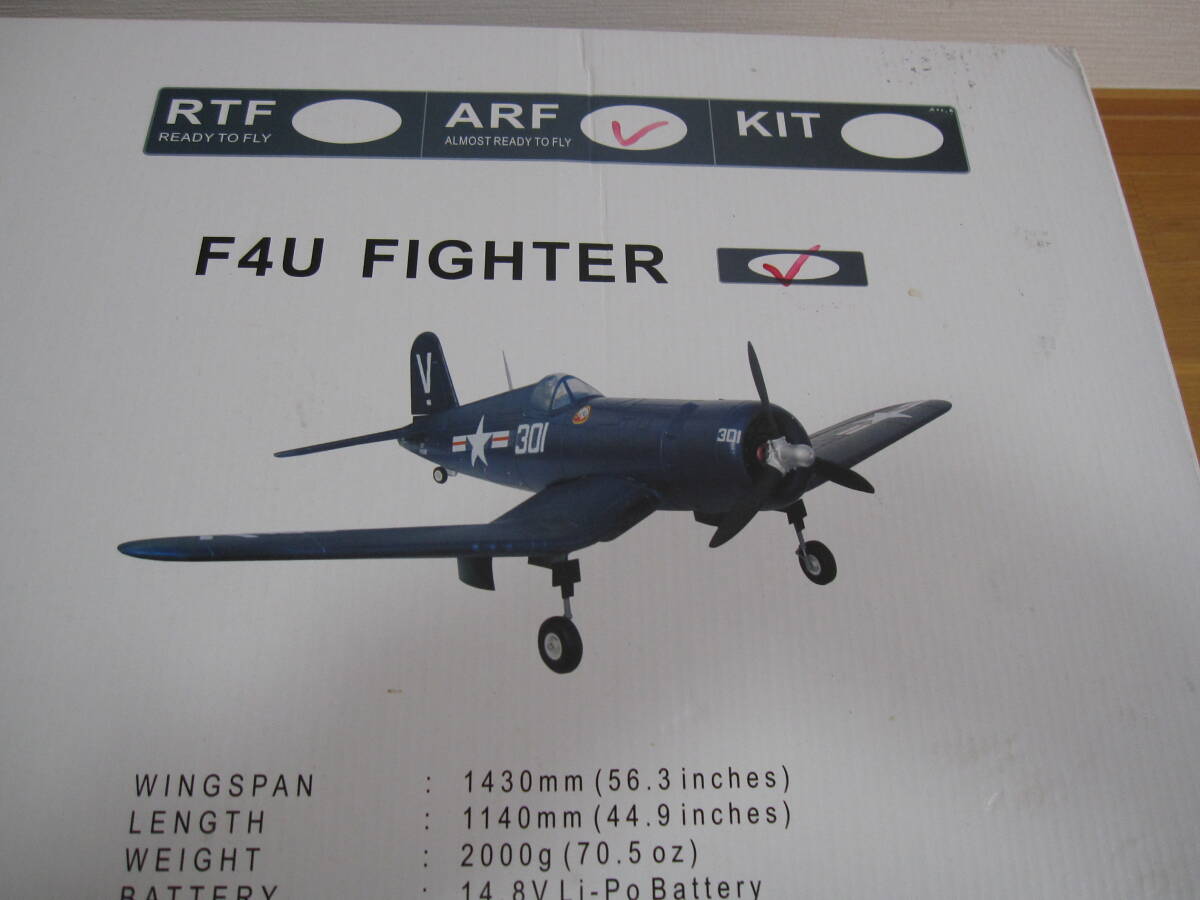 RTF
READY TO FLY
ARF
ALMOST READY TO FLY
KIT
F4U FIGHTER
V
301
301
WINGSPAN : 1430mm (56.3 inches)
LENGTH : 1140mm (44.9 inches)
WEIGHT : 2000g (70.5 oz)
BATTERY : 14.8V Li-Po Battery